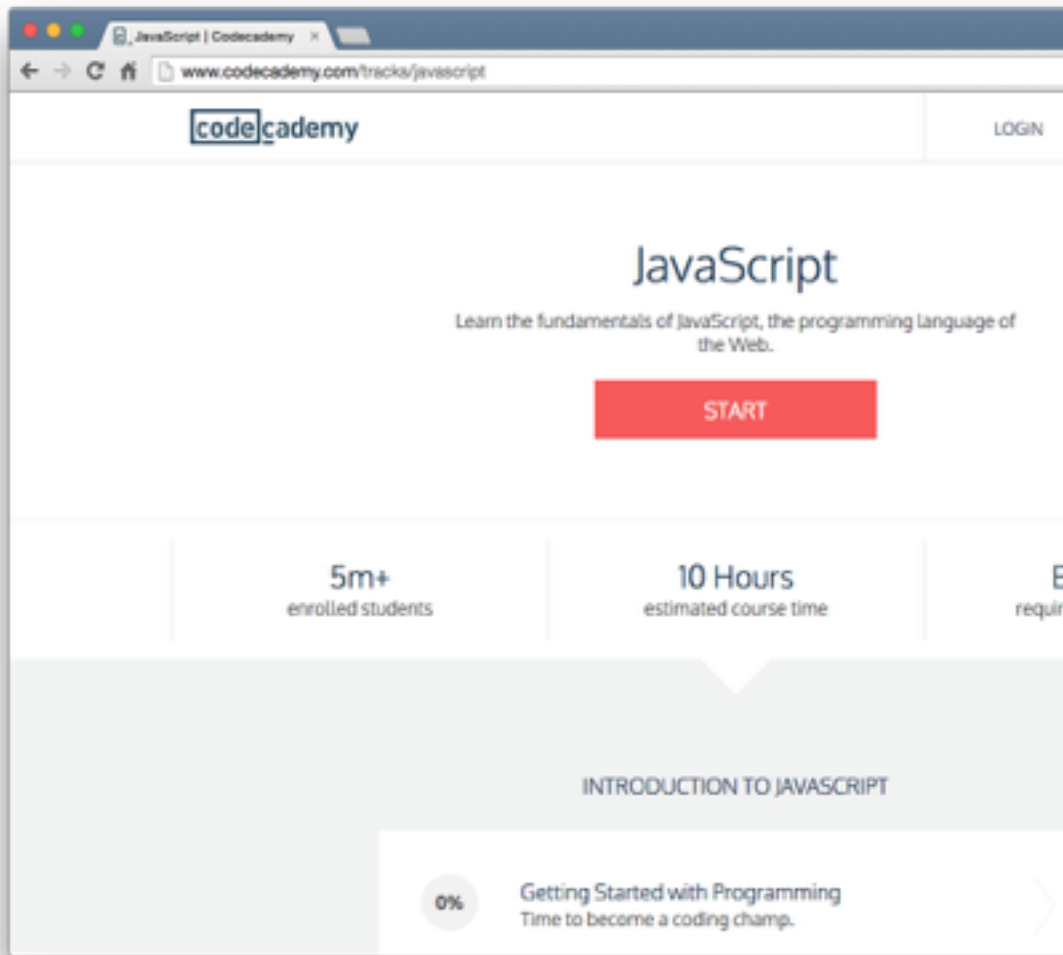 JavaScript | Codecademy
www.codecademy.com/tracks/javascript
codecademy
LOGIN
JavaScript
Learn the fundamentals of JavaScript, the programming language of
the Web.
START
5m+
10 Hours
enrolled students
estimated course time
INTRODUCTION TO JAVASCRIPT
0%
Getting Started with Programming
Time to become a coding champ.